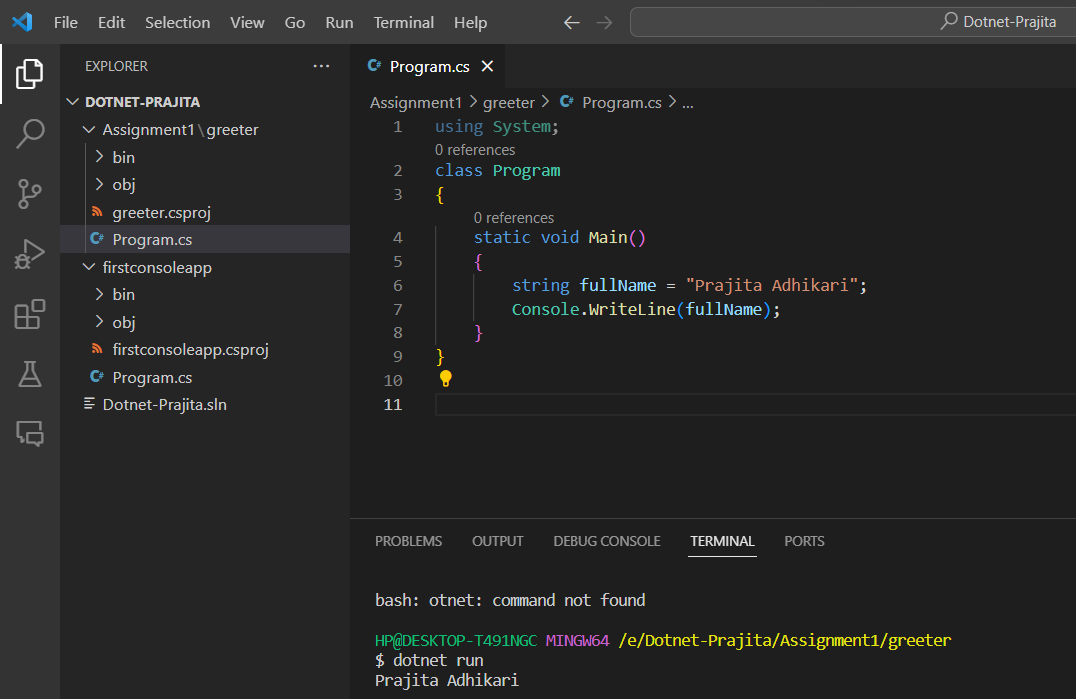 File Edit Selection View Go Run Terminal Help Dotnet-Prajita
EXPLORER
DOTNET-PRAJITA
Assignment1\greeter
bin
obj
greeter.csproj
Program.cs
firstconsoleapp
bin
obj
firstconsoleapp.csproj
Program.cs
Dotnet-Prajita.sln
Program.cs
Assignment1 > greeter > Program.cs > ...
1 using System;
0 references
2 class Program
3 {
0 references
4 static void Main()
5 {
6 string fullName = "Prajita Adhikari";
7 Console.WriteLine(fullName);
8 }
9 }
10
11
PROBLEMS OUTPUT DEBUG CONSOLE TERMINAL PORTS
bash: otnet: command not found
HP@DESKTOP-T491NGC MINGW64 /e/Dotnet-Prajita/Assignment1/greeter
$ dotnet run
Prajita Adhikari